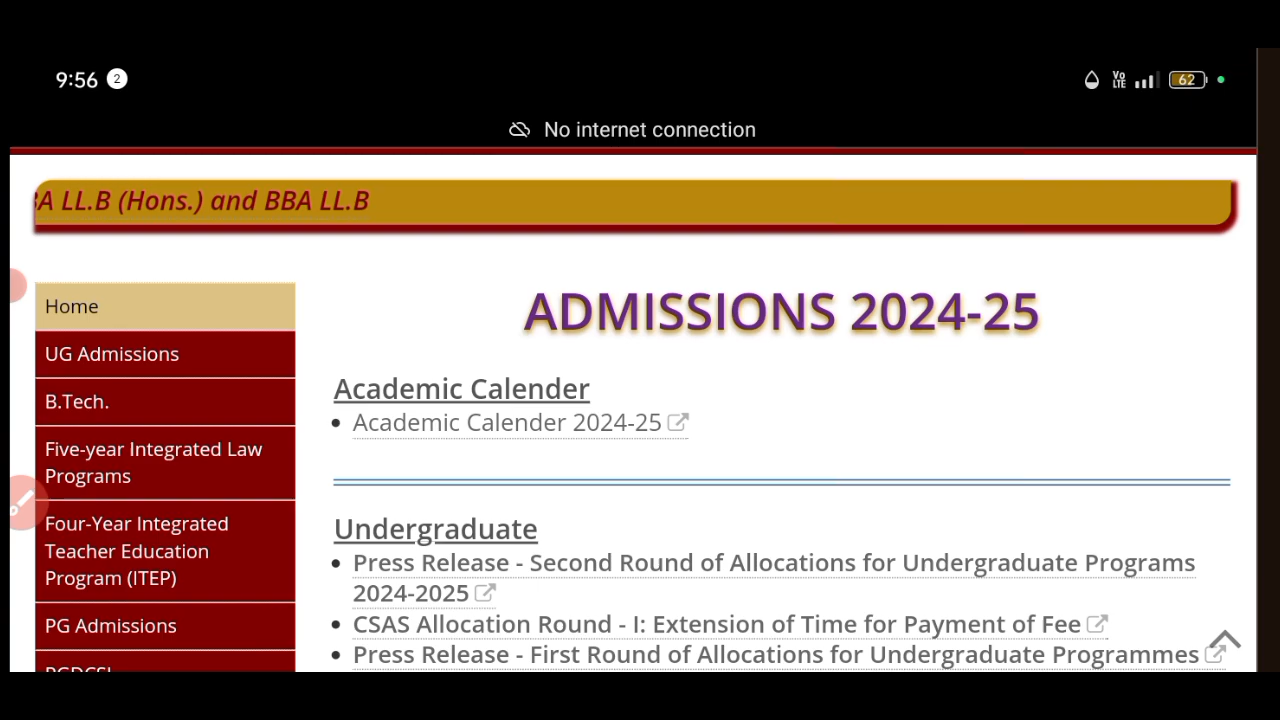 9:56 2 Vo LTE 62
No internet connection
A LL.B (Hons.) and BBA LL.B
Home
UG Admissions
B.Tech.
Five-year Integrated Law
Programs
Four-Year Integrated
Teacher Education
Program (ITEP)
PG Admissions
ADMISSIONS 2024-25
Academic Calender
Academic Calender 2024-25
Undergraduate
Press Release - Second Round of Allocations for Undergraduate Programs
2024-2025
CSAS Allocation Round - I: Extension of Time for Payment of Fee
Press Release - First Round of Allocations for Undergraduate Programmes